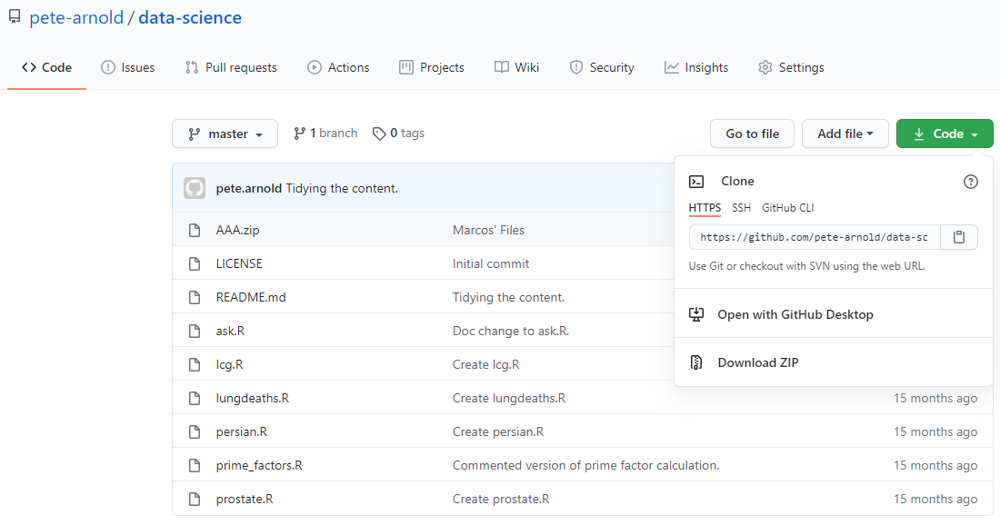 pete-arnold / data-science
Code Issues Pull requests Actions Projects Wiki Security Insights Settings
master 1 branch 0 tags Go to file Add file Code
pete.arnold Tidying the content.
AAA.zip Marcos' Files
LICENSE Initial commit
README.md Tidying the content.
ask.R Doc change to ask.R.
lcg.R Create lcg.R
lungdeaths.R Create lungdeaths.R 15 months ago
persian.R Create persian.R 15 months ago
prime_factors.R Commented version of prime factor calculation. 15 months ago
prostate.R Create prostate.R 15 months ago
Clone
HTTPS SSH GitHub CLI
https://github.com/pete-arnold/data-sc
Use Git or checkout with SVN using the web URL.
Open with GitHub Desktop
Download ZIP